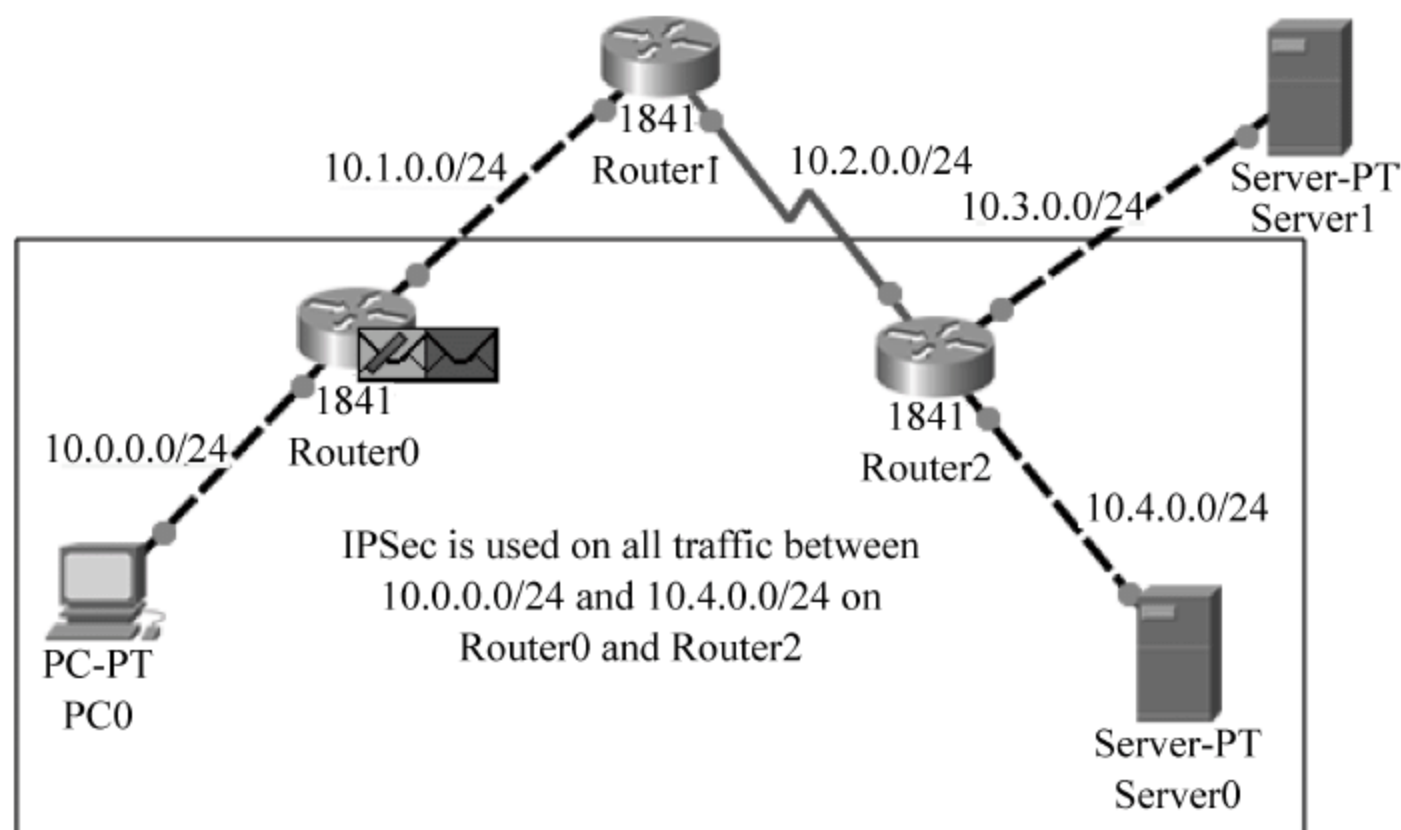 1841
Router1
10.1.0.0/24
10.2.0.0/24
10.3.0.0/24
Server-PT
Server1
1841
Router0
10.0.0.0/24
1841
Router2
10.4.0.0/24
IPSec is used on all traffic between
10.0.0.0/24 and 10.4.0.0/24 on
Router0 and Router2
PC-PT
PC0
Server-PT
Server0